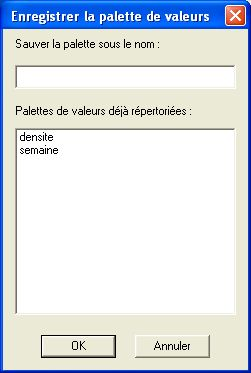 Enregistrer la palette de valeurs
Sauver la palette sous le nom :
Palettes de valeurs déjà répertoriées :
densite
semaine
OK
Annuler